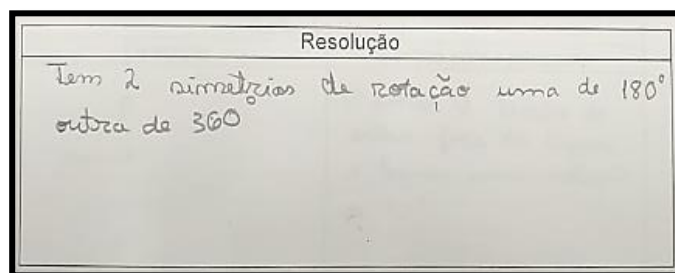 Resolução
Tem 2 simetrias de rotação uma de 180°
outra de 360°